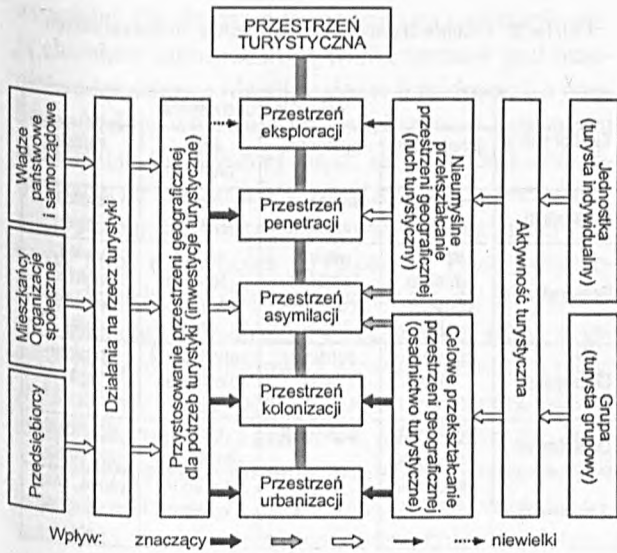 PRZESTRZEŃ
TURYSTYCZNA
Władze
państwowe
i samorządowe
Mieszkańcy
Organizacje
społeczne
Przedsiębiorcy
Działania na rzecz turystyki
Przystosowanie przestrzeni geograficznej
dla potrzeb turystyki (inwestycje turystyczne)
Przestrzeń
eksploracji
Przestrzeń
penetracji
Przestrzeń
asymilacji
Przestrzeń
kolonizacji
Przestrzeń
urbanizacji
Nieumyślne
przekształcanie
przestrzeni geograficznej
(ruch turystyczny)
Celowe przekształcanie
przestrzeni geograficznej
(osadnictwo turystyczne)
Aktywność turystyczna
Jednostka
(turysta indywidualny)
Grupa
(turysta grupowy)
Wpływ: znaczący niewielki